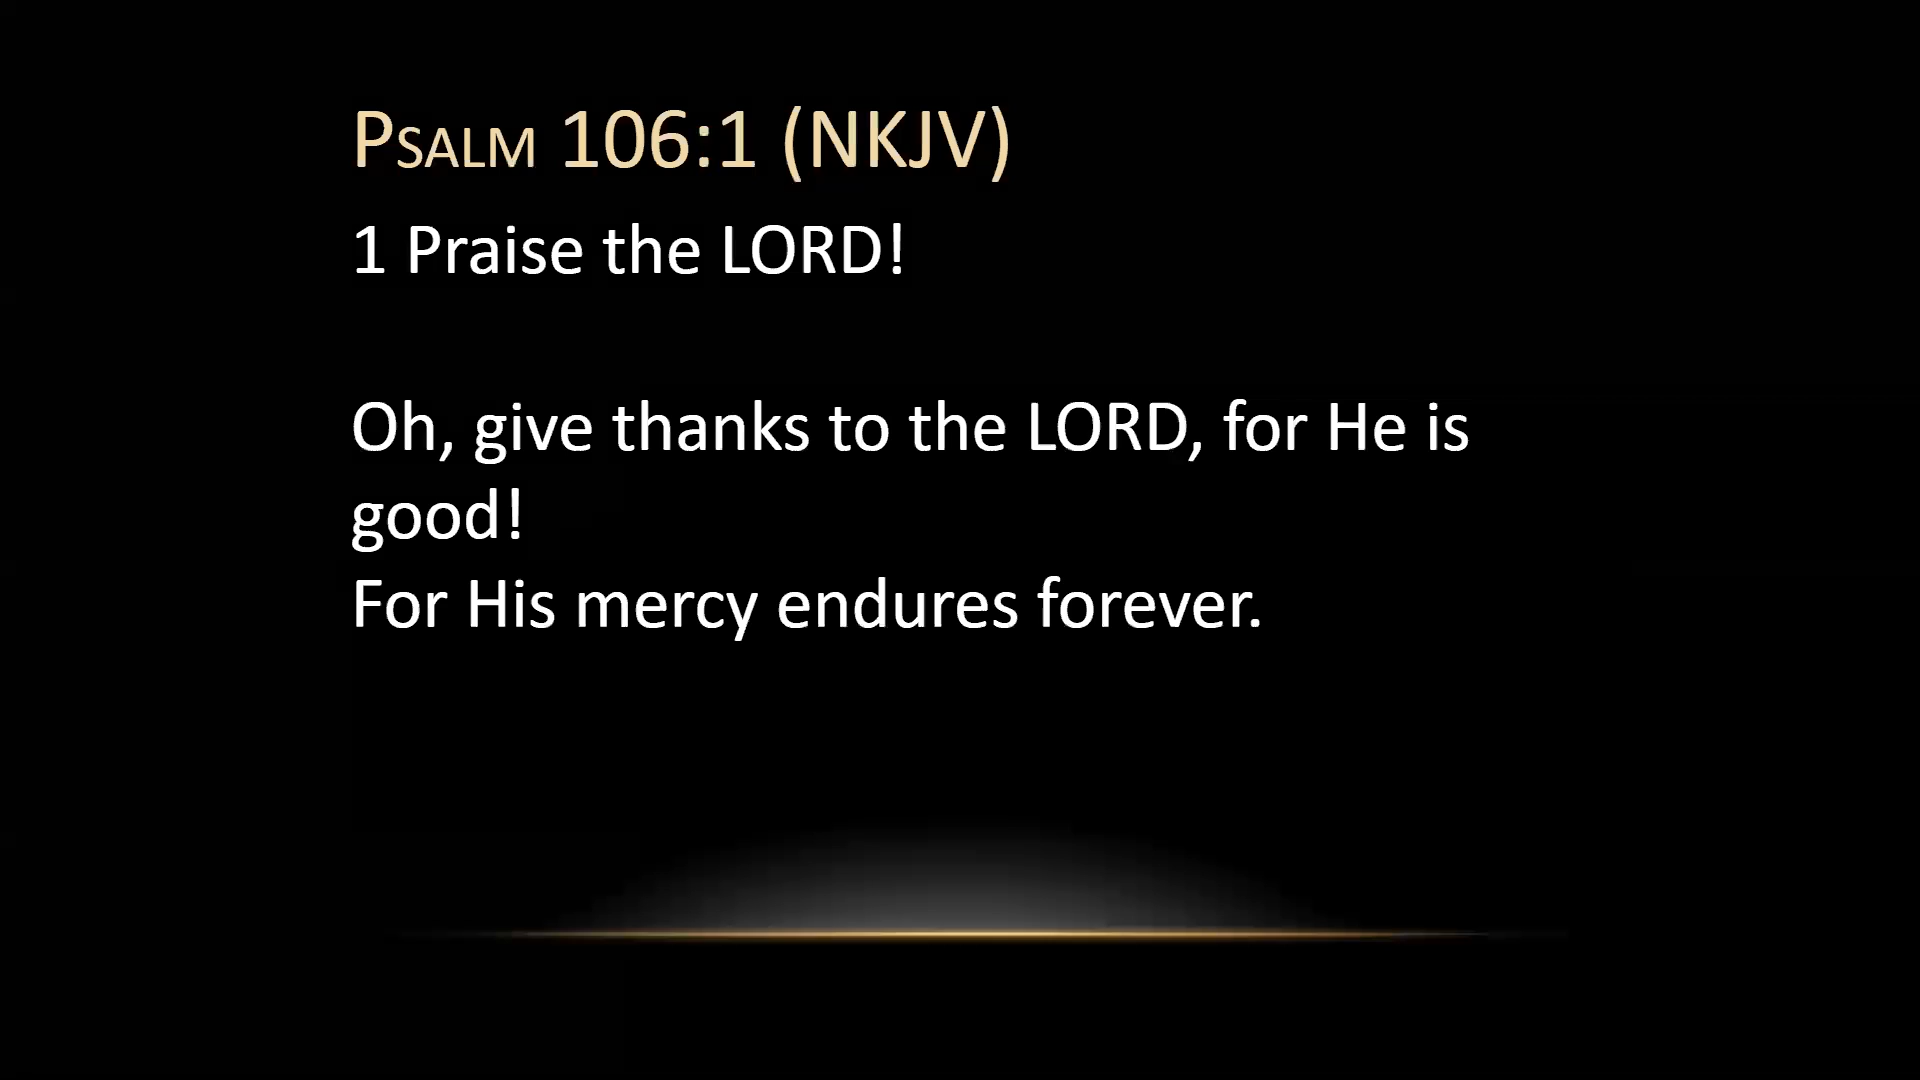 Psalm 106:1 (NKJV)
1 Praise the LORD!
Oh, give thanks to the LORD, for He is
good!
For His mercy endures forever.